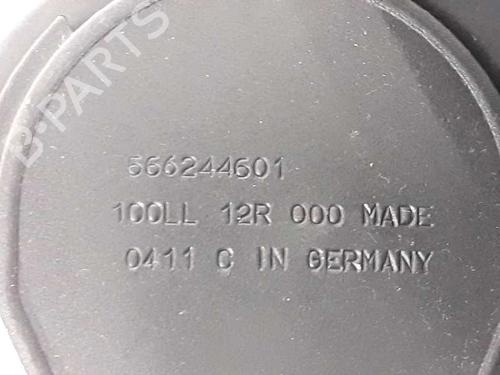 B-PARTS
566244601
100LL 12R 000 MADE
0411 C IN GERMANY